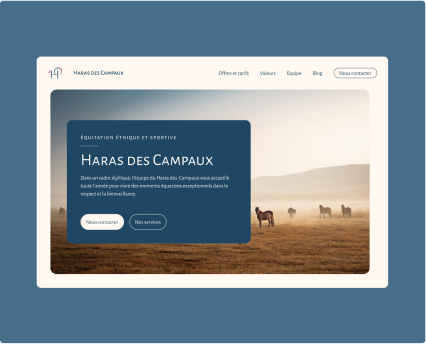 HARAS DES CAMPAUX
Offres et tarifs
Valeurs
Equipe
Blog
Nous contacter
ÉQUITATION ÉTHIQUE ET SPORTIVE
HARAS DES CAMPAUX
Dans un cadre idyllique, l'équipe du Haras des Campaux vous accueille
toute l'année pour vivre des moments équestres exceptionnels dans le
respect et la bienveillance.
Nous contacter
Nos services